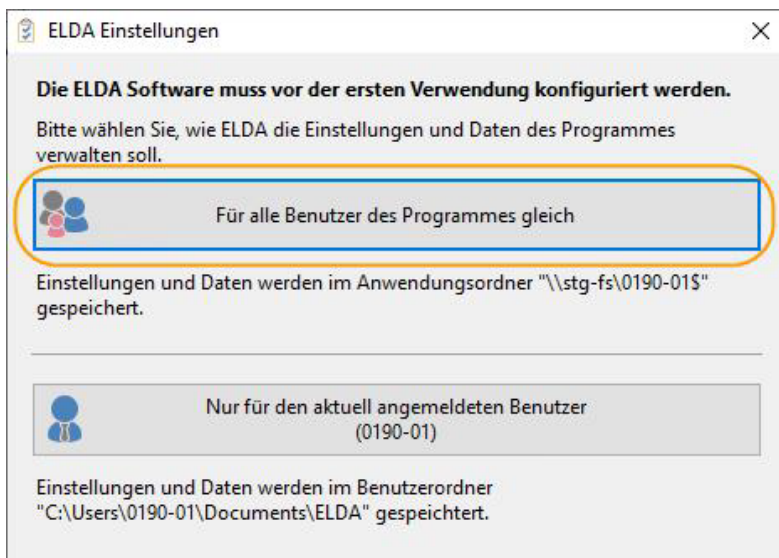 ELDA Einstellungen
Die ELDA Software muss vor der ersten Verwendung konfiguriert werden.
Bitte wählen Sie, wie ELDA die Einstellungen und Daten des Programmes
verwalten soll.
Für alle Benutzer des Programmes gleich
Einstellungen und Daten werden im Anwendungsordner "\\stg-fs\0190-01$"
gespeichert.
Nur für den aktuell angemeldeten Benutzer
(0190-01)
Einstellungen und Daten werden im Benutzerordner
"C:\Users\0190-01\Documents\ELDA" gespeichtert.